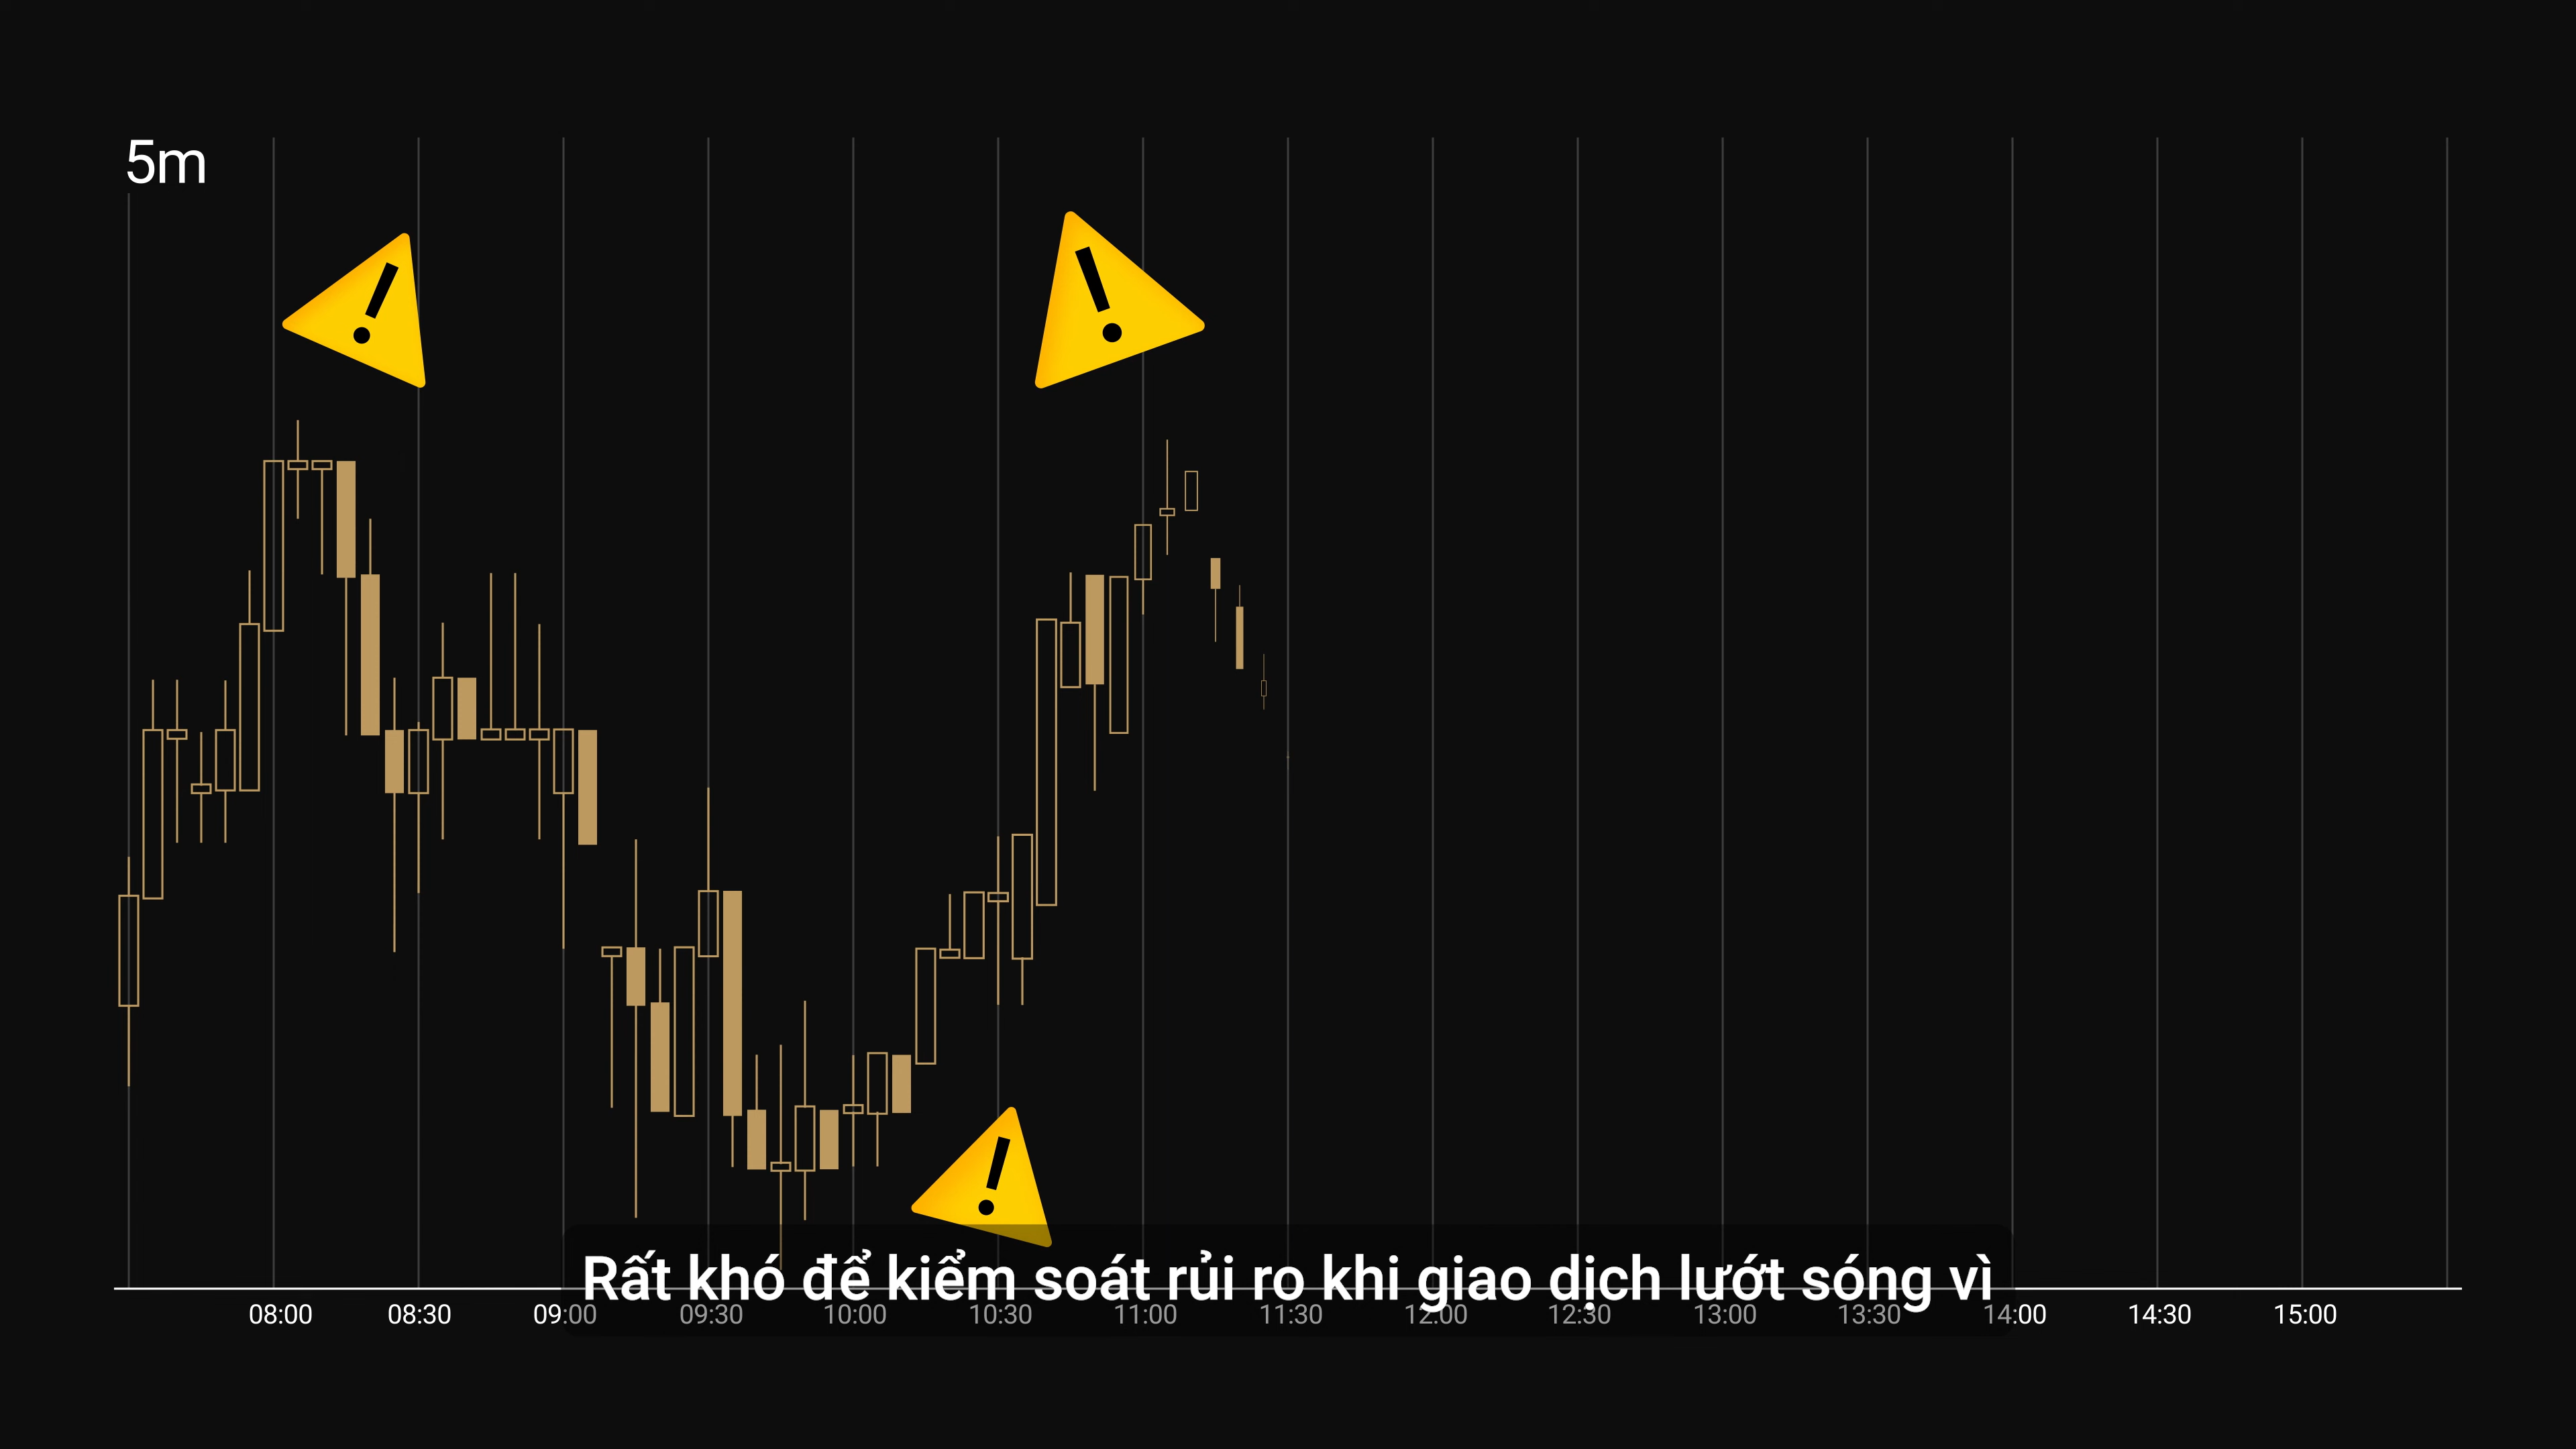 5m
Rất khó để kiểm soát rủi ro khi giao dịch lướt sóng vì
08:00 08:30 09:00 09:30 10:00 10:30 11:00 11:30 12:00 12:30 13:00 13:30 14:00 14:30 15:00